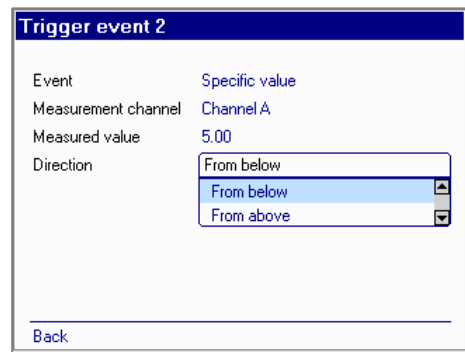 Trigger event 2
Event Specific value
Measurement channel Channel A
Measured value 5.00
Direction From below
From below
From above
Back